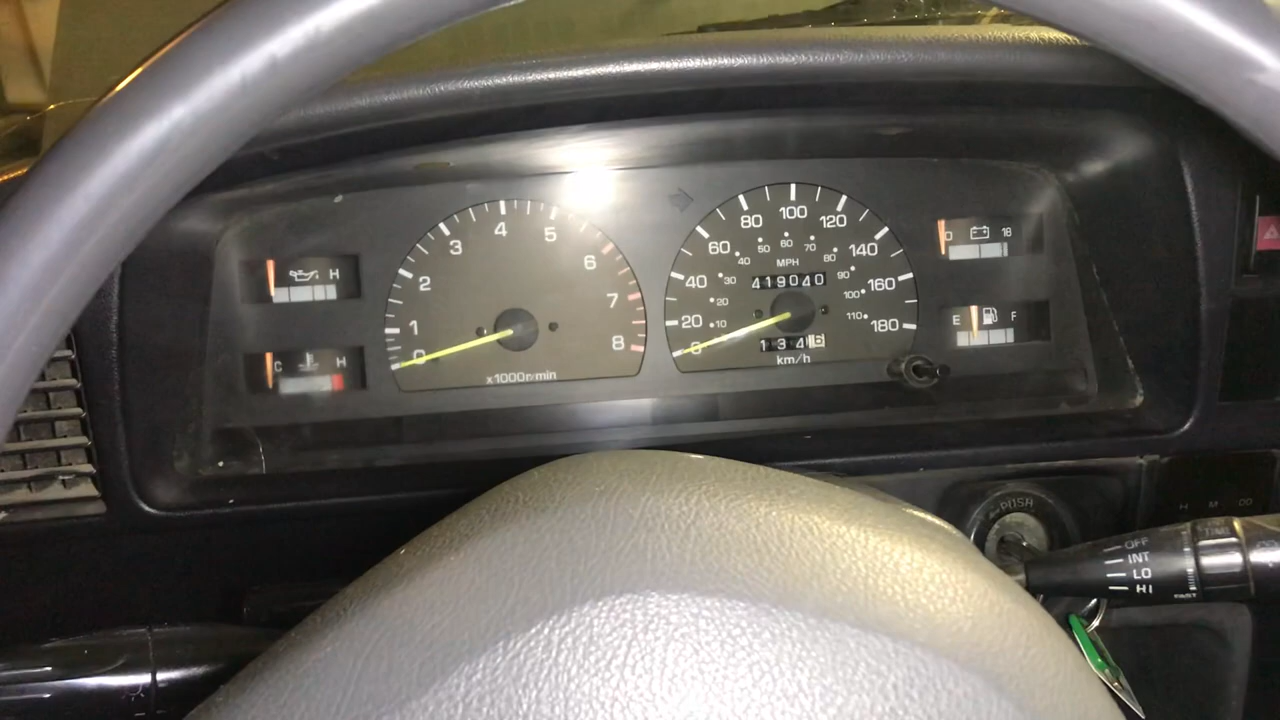 H
C H
0 1 2 3 4 5 6 7 8
x1000r/min
0 20 40 60 80 100 120 140 160 180
10 20 30 40 50 60 70 80 90 100 110
MPH
419040
134 6
km/h
0 18
E F
PUSH
H M
OFF
INT
LO
HI